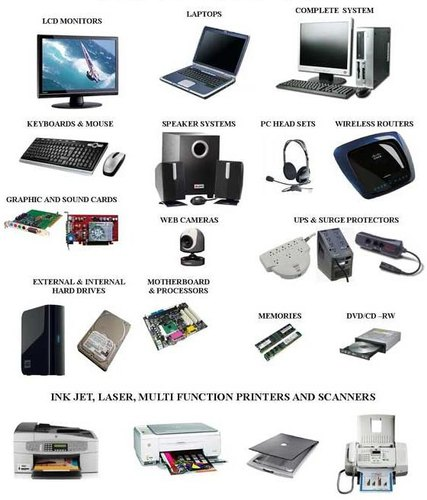 LCD MONITORS
LAPTOPS
COMPLETE SYSTEM
KEYBOARDS & MOUSE
SPEAKER SYSTEMS
PC HEAD SETS
WIRELESS ROUTERS
GRAPHIC AND SOUND CARDS
WEB CAMERAS
UPS & SURGE PROTECTORS
EXTERNAL & INTERNAL
HARD DRIVES
MOTHERBOARD
& PROCESSORS
MEMORIES
DVD/CD –RW
INK JET, LASER, MULTI FUNCTION PRINTERS AND SCANNERS